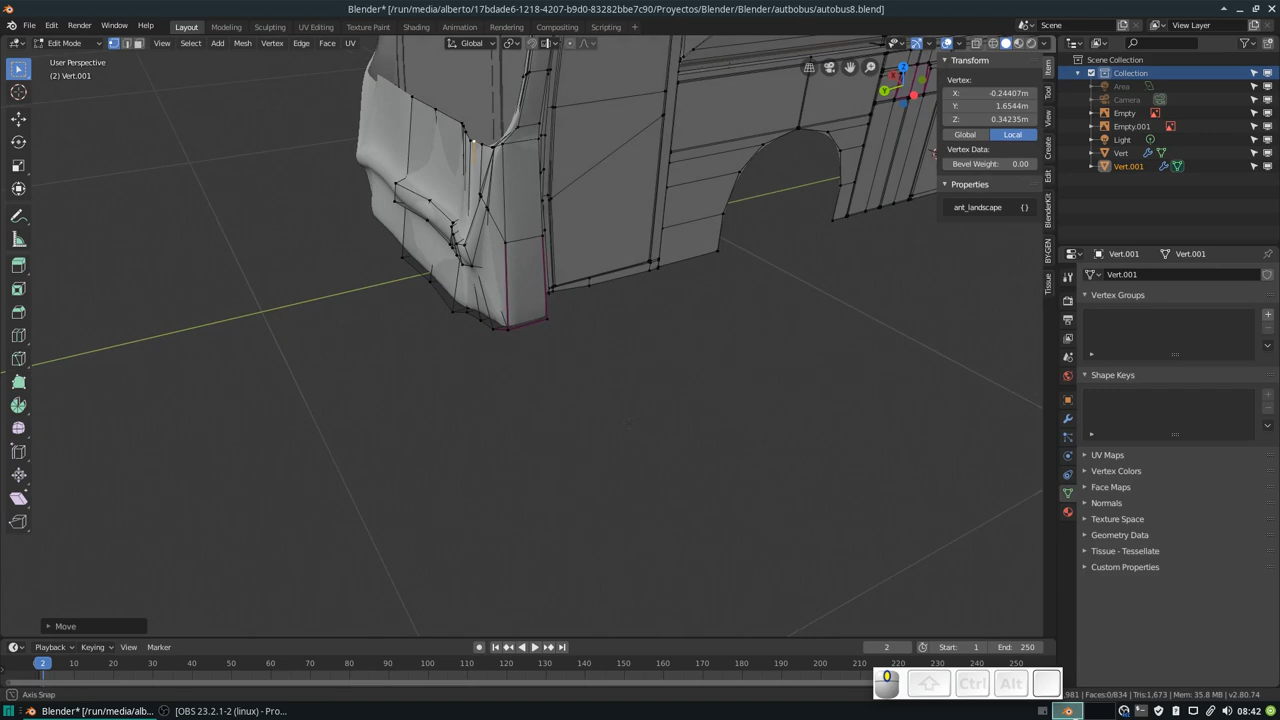 Blender* [/run/media/alberto/17bdade6-1218-4207-b9d0-83282bbe7c90/Proyectos/Blender/Blender/autbobus/autobus8.blend]
File Edit Render Window Help Layout Modeling Sculpting UV Editing Texture Paint Shading Animation Rendering Compositing Scripting + Scene View Layer
Edit Mode View Select Add Mesh Vertex Edge Face UV Global
User Perspective
(2) Vert.001
Transform
Vertex:
X: -0.24407m
Y: 1.6544m
Z: 0.34235m
Global Local
Vertex Data:
Bevel Weight: 0.00
Properties
ant_landscape {}
Item
Tool
View
Create
Edit
BlenderKit
BY-GEN
Tissue
Z
X
Y
Scene Collection
Collection
Area
Camera
Empty
Empty.001
Light
Vert
Vert.001
Vert.001 Vert.001
Vert.001
Vertex Groups
Shape Keys
UV Maps
Vertex Colors
Face Maps
Normals
Texture Space
Geometry Data
Tissue - Tessellate
Custom Properties
Move
Playback Keying View Marker 2 Start: 1 End: 250
2 10 20 30 40 50 60 70 80 90 100 110 120 130 140 150 160 170 180 190 200 210 220 230 240 250
Ctrl Alt
Axis Snap
,981 | Faces:0/834 | Tris:1,673 | Mem: 35.8 MB | v2.80.74
Blender* [/run/media/alb... [OBS 23.2.1-2 (linux) - Pro... 08:42